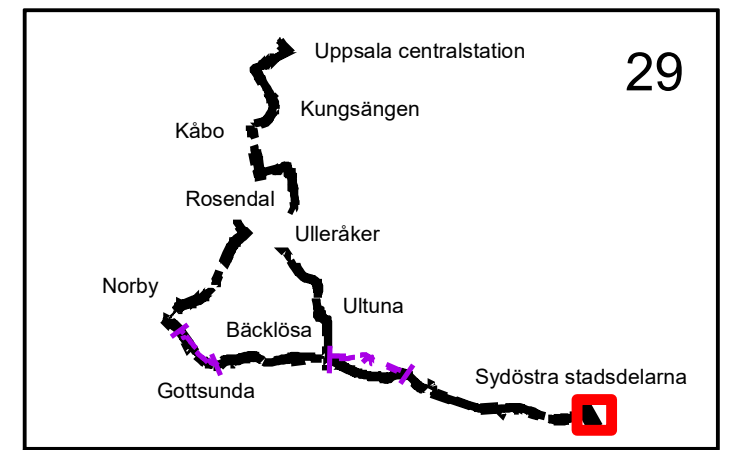 Uppsala centralstation
29
Kungsängen
Kåbo
Rosendal
Ulleråker
Norby
Ultuna
Bäcklösa
Sydöstra stadsdelarna
Gottsunda